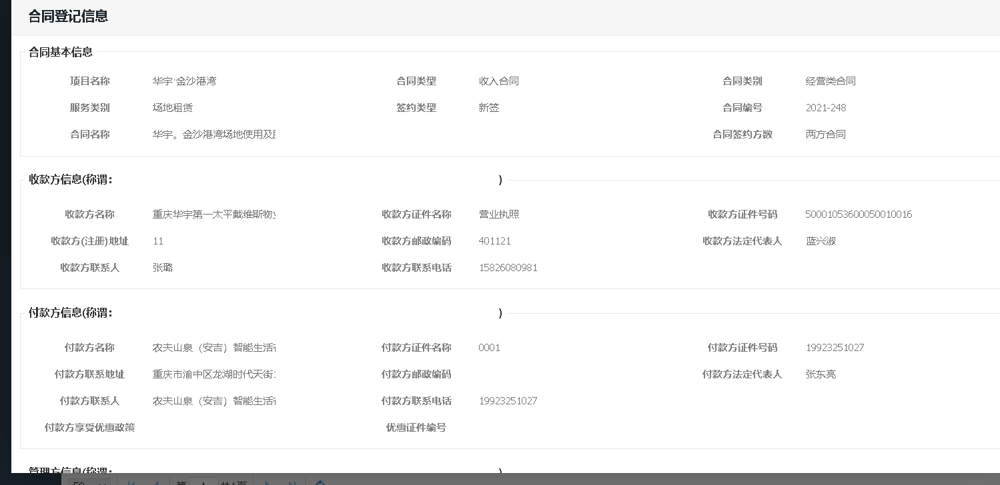 合同登记信息
合同基本信息
项目名称 华宇·金沙港湾 合同类型 收入合同 合同类别 经营类合同
服务类别 场地租赁 签约类型 新签 合同编号 2021-248
合同名称 华宇。金沙港湾场地使用及 合同签约方数 两方合同
收款方信息(称谓： )
收款方名称 重庆华宇第一太平戴维斯物 收款方证件名称 营业执照 收款方证件号码 50001053600050010016
收款方(注册)地址 11 收款方邮政编码 401121 收款方法定代表人 蓝兴淑
收款方联系人 张璐 收款方联系电话 15826080981
付款方信息(称谓： )
付款方名称 农夫山泉（安吉）智能生活 付款方证件名称 0001 付款方证件号码 19923251027
付款方联系地址 重庆市渝中区龙湖时代天街 付款方邮政编码 付款方法定代表人 张东亮
付款方联系人 农夫山泉（安吉）智能生活 付款方联系电话 19923251027
付款方享受优惠政策 优惠证件编号
管理方信息(称谓： )
50 第 1 共1页